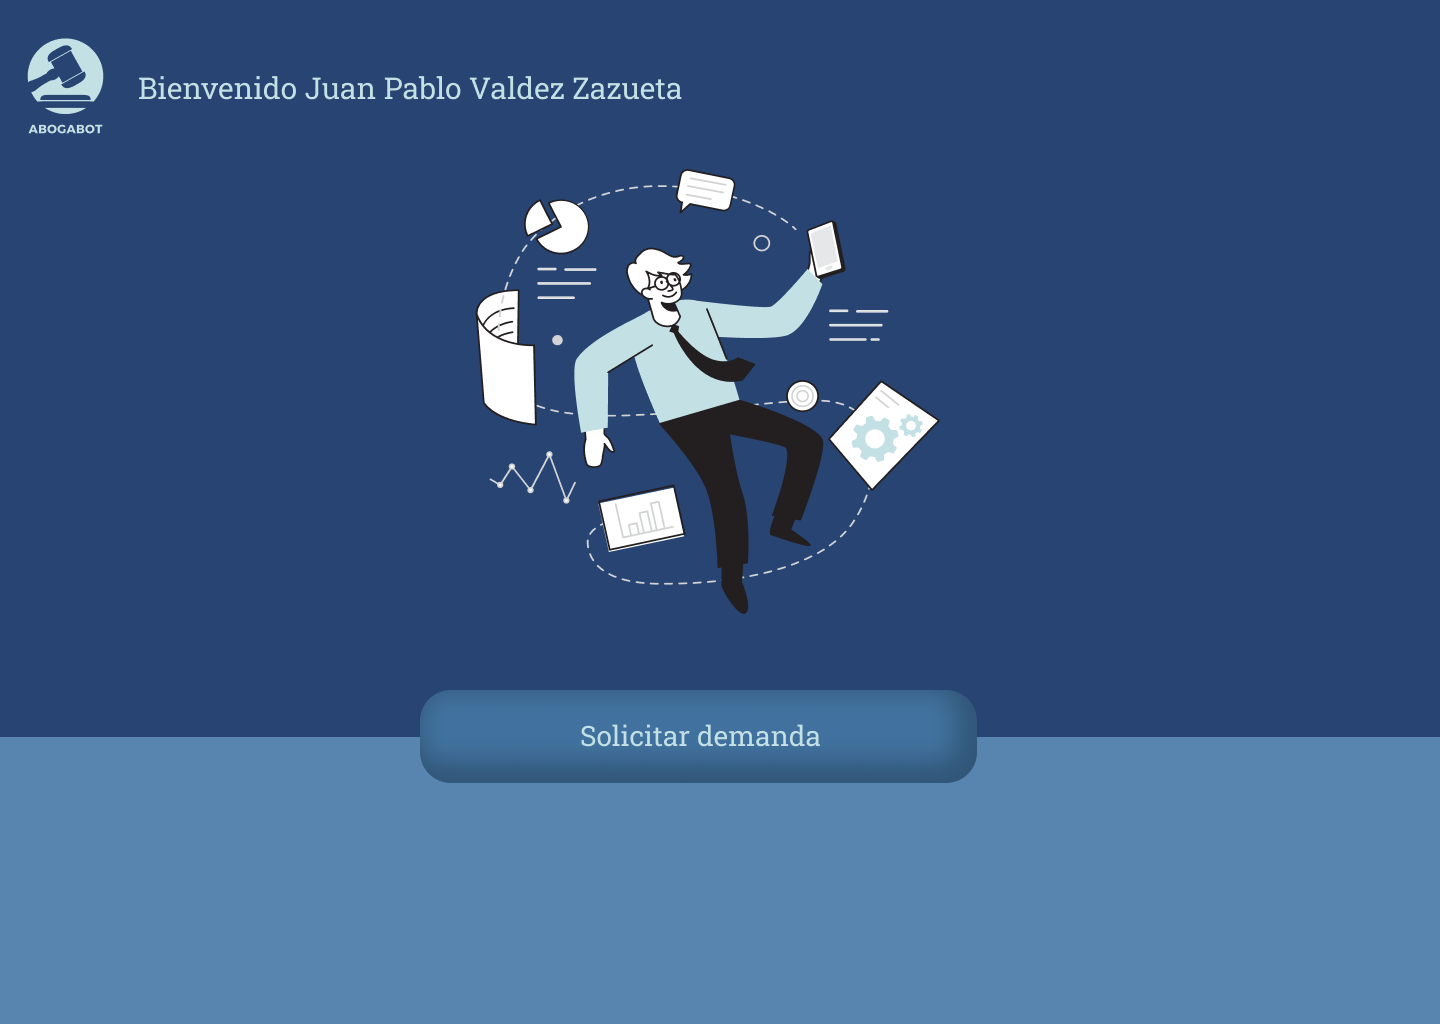 Bienvenido Juan Pablo Valdez Zazueta
ABOGABOT
Solicitar demanda